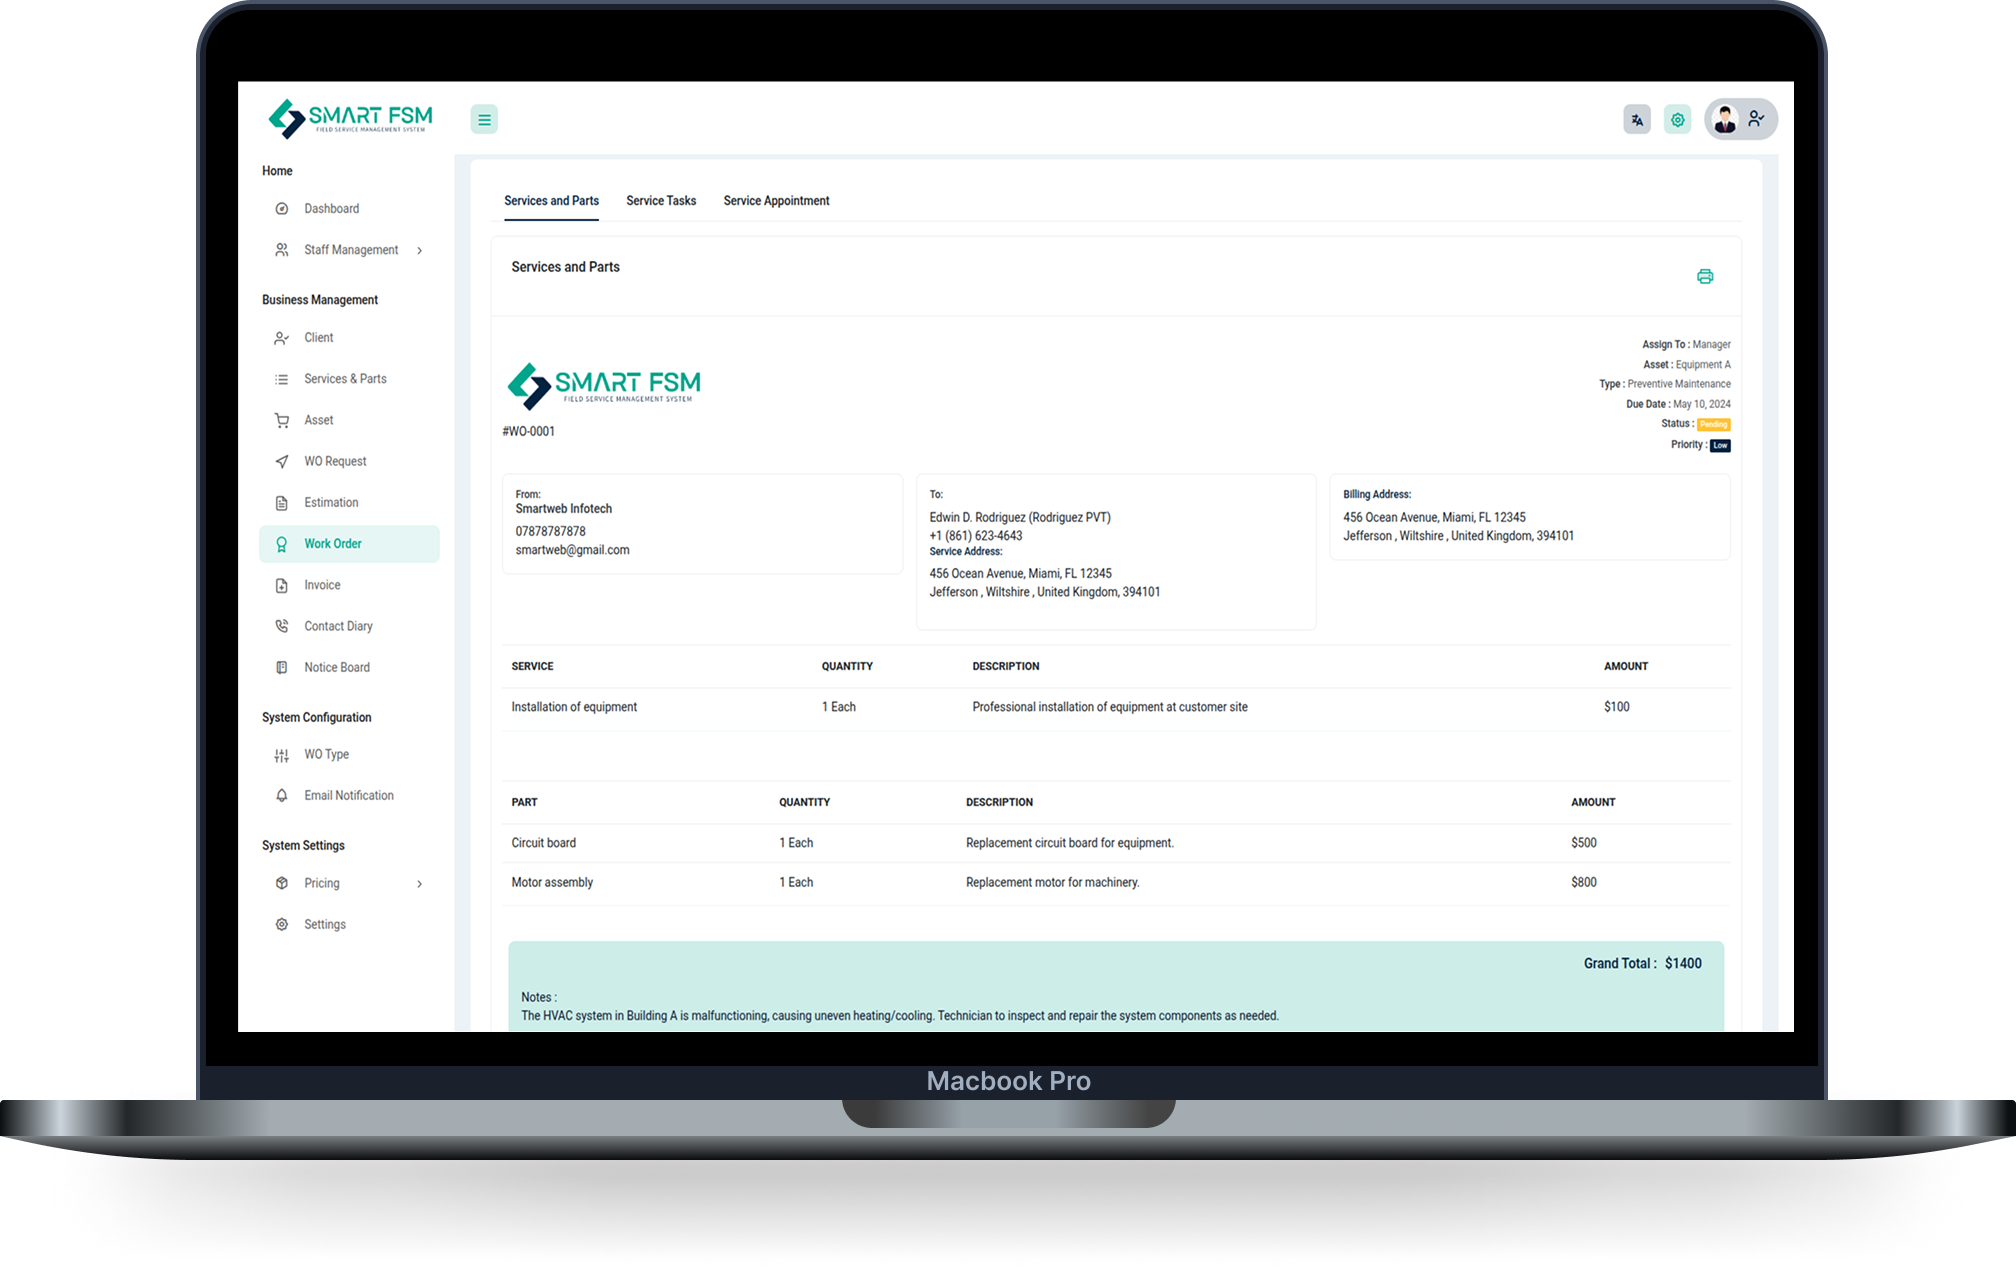 SMART FSM
FIELD SERVICE MANAGEMENT SYSTEM
Home
Dashboard
Staff Management
Business Management
Client
Services & Parts
Asset
WO Request
Estimation
Work Order
Invoice
Contact Diary
Notice Board
System Configuration
WO Type
Email Notification
System Settings
Pricing
Settings
Services and Parts Service Tasks Service Appointment
Services and Parts
SMART FSM
FIELD SERVICE MANAGEMENT SYSTEM
#WO-0001
Assign To : Manager
Asset : Equipment A
Type : Preventive Maintenance
Due Date : May 10, 2024
Status : Pending
Priority : Low
From:
Smartweb Infotech
07878787878
smartweb@gmail.com
To:
Edwin D. Rodriguez (Rodriguez PVT)
+1 (861) 623-4643
Service Address:
456 Ocean Avenue, Miami, FL 12345
Jefferson , Wiltshire , United Kingdom, 394101
Billing Address:
456 Ocean Avenue, Miami, FL 12345
Jefferson , Wiltshire , United Kingdom, 394101
SERVICE QUANTITY DESCRIPTION AMOUNT
Installation of equipment 1 Each Professional installation of equipment at customer site $100
PART QUANTITY DESCRIPTION AMOUNT
Circuit board 1 Each Replacement circuit board for equipment. $500
Motor assembly 1 Each Replacement motor for machinery. $800
Grand Total : $1400
Notes :
The HVAC system in Building A is malfunctioning, causing uneven heating/cooling. Technician to inspect and repair the system components as needed.
Macbook Pro